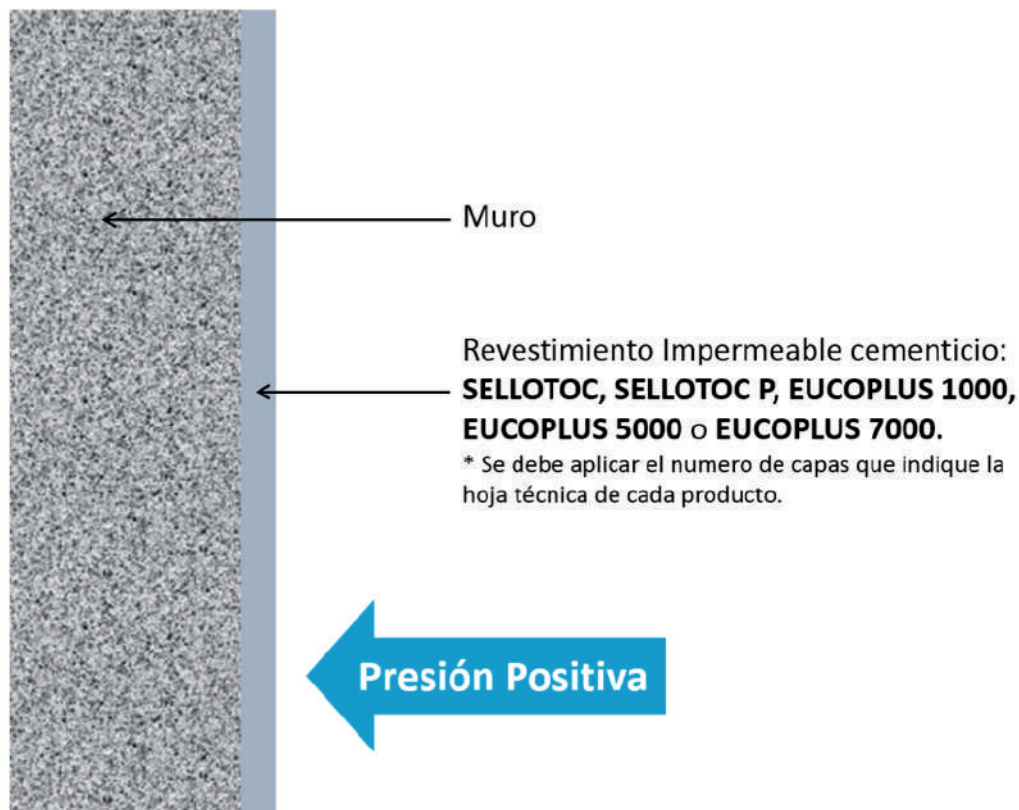 Muro
Revestimiento Impermeable cementicio:
SELLOTOC, SELLOTOC P, EUCOPLUS 1000,
EUCOPLUS 5000 o EUCOPLUS 7000.
* Se debe aplicar el numero de capas que indique la
hoja técnica de cada producto.
Presión Positiva